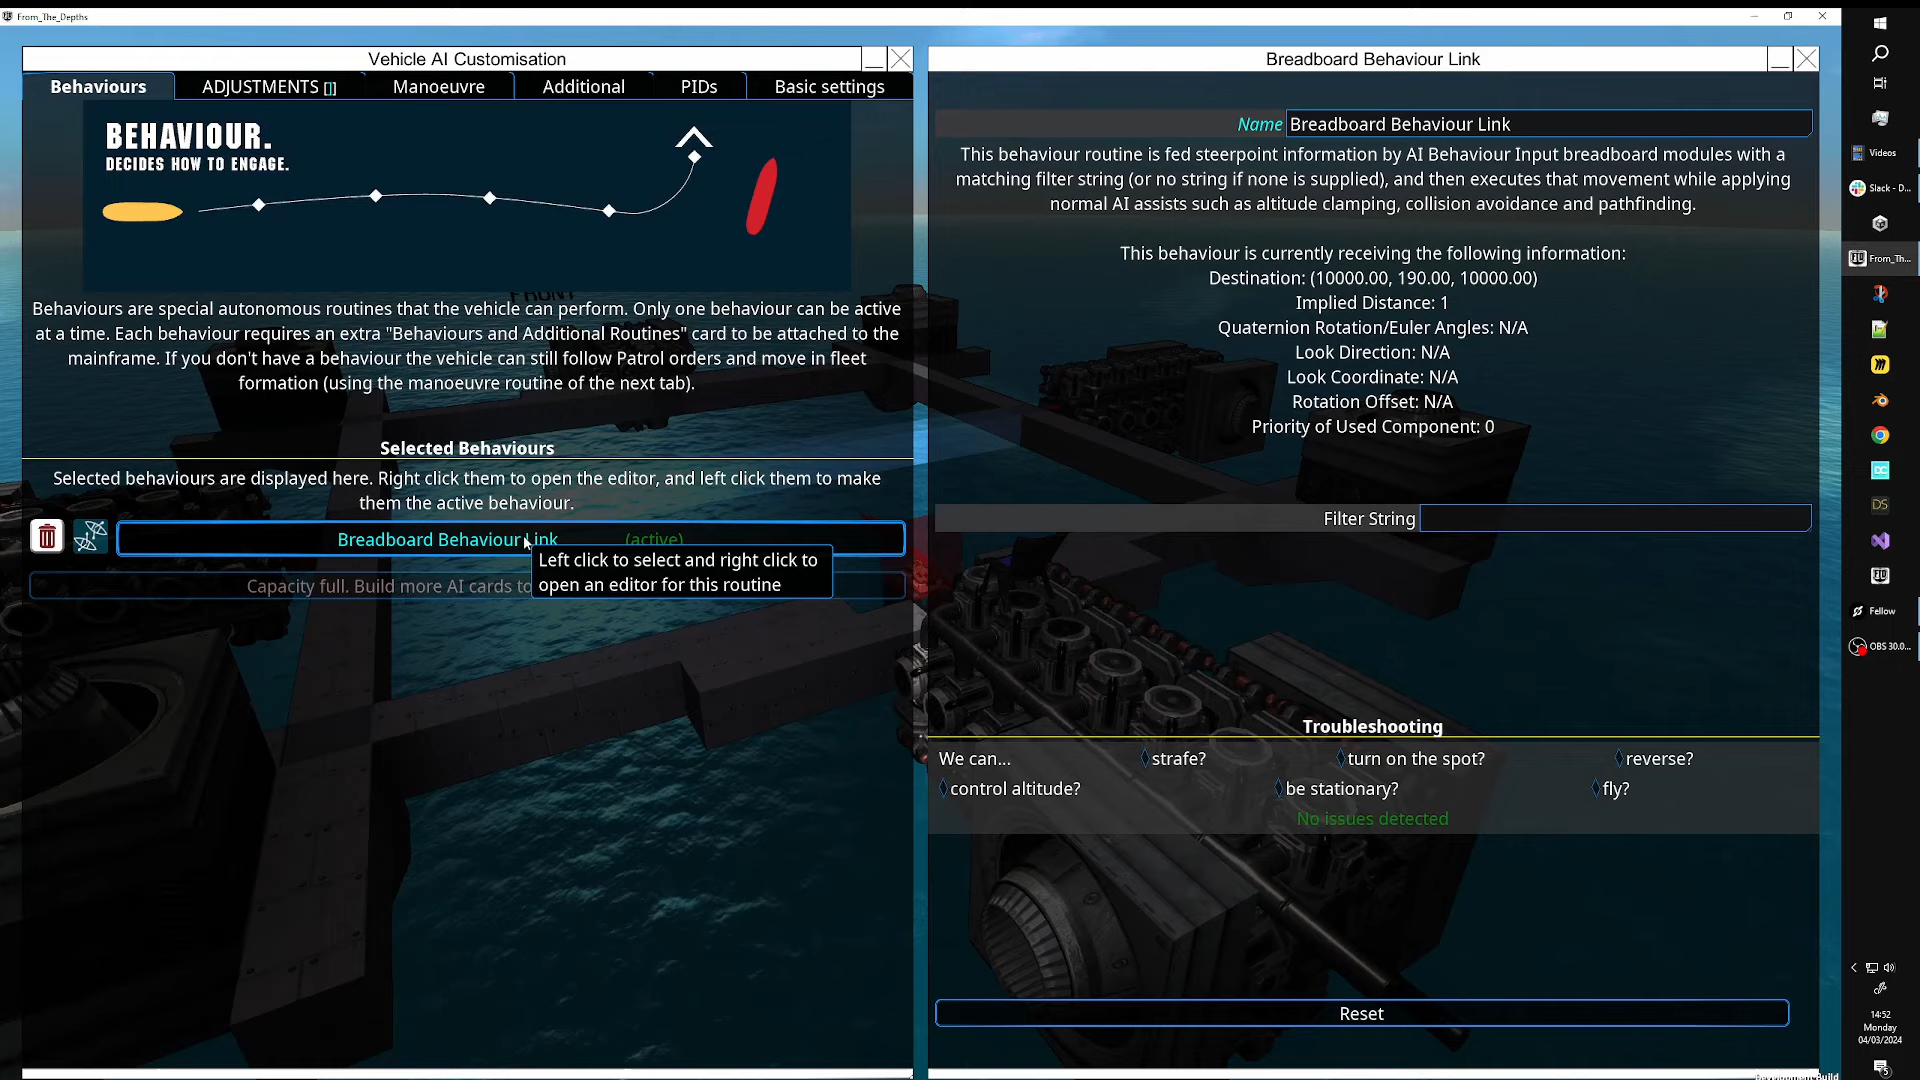 From_The_Depths
Vehicle AI Customisation
Behaviours
ADJUSTMENTS []
Manoeuvre
Additional
PIDs
Basic settings
BEHAVIOUR.
DECIDES HOW TO ENGAGE.
FRONT
Behaviours are special autonomous routines that the vehicle can perform. Only one behaviour can be active
at a time. Each behaviour requires an extra "Behaviours and Additional Routines" card to be attached to the
mainframe. If you don't have a behaviour the vehicle can still follow Patrol orders and move in fleet
formation (using the manoeuvre routine of the next tab).
Selected Behaviours
Selected behaviours are displayed here. Right click them to open the editor, and left click them to make
them the active behaviour.
Breadboard Behaviour Link (active)
Left click to select and right click to
open an editor for this routine
Capacity full. Build more AI cards to
Breadboard Behaviour Link
Name Breadboard Behaviour Link
This behaviour routine is fed steerpoint information by AI Behaviour Input breadboard modules with a
matching filter string (or no string if none is supplied), and then executes that movement while applying
normal AI assists such as altitude clamping, collision avoidance and pathfinding.
This behaviour is currently receiving the following information:
Destination: (10000.00, 190.00, 10000.00)
Implied Distance: 1
Quaternion Rotation/Euler Angles: N/A
Look Direction: N/A
Look Coordinate: N/A
Rotation Offset: N/A
Priority of Used Component: 0
Filter String
Troubleshooting
We can... strafe? turn on the spot? reverse?
control altitude? be stationary? fly?
No issues detected
Reset
Videos
Slack - D...
From_Th...
DC
DS
Fellow
OBS 30.0...
14:52
Monday
04/03/2024
5
Development Build